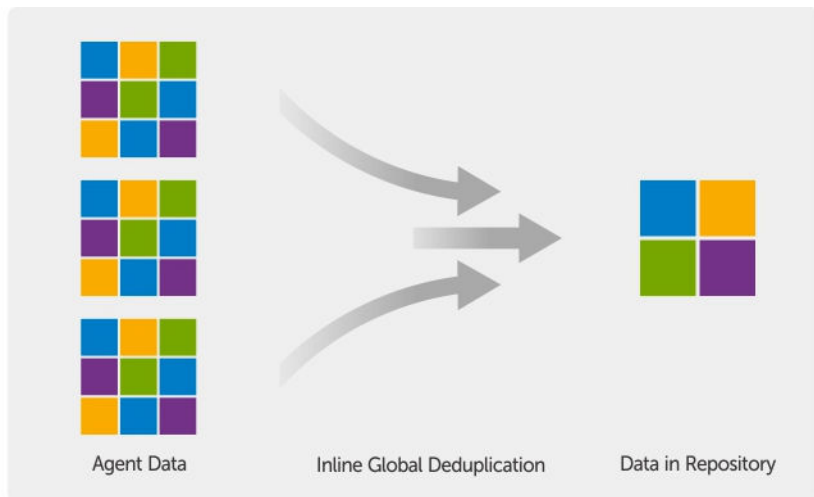 Agent Data
Inline Global Deduplication
Data in Repository